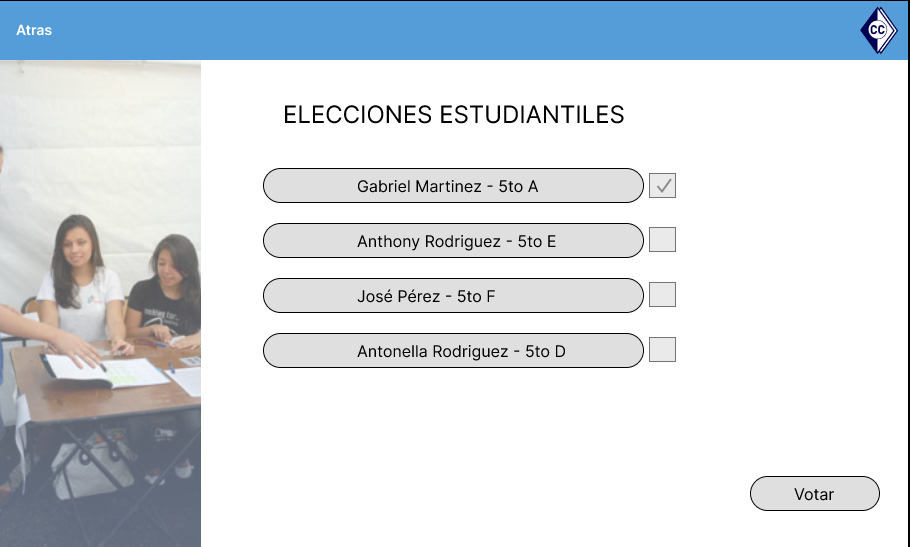 Atras
CC
ELECCIONES ESTUDIANTILES
Gabriel Martinez - 5to A
Anthony Rodriguez - 5to E
José Pérez - 5to F
Antonella Rodriguez - 5to D
Votar